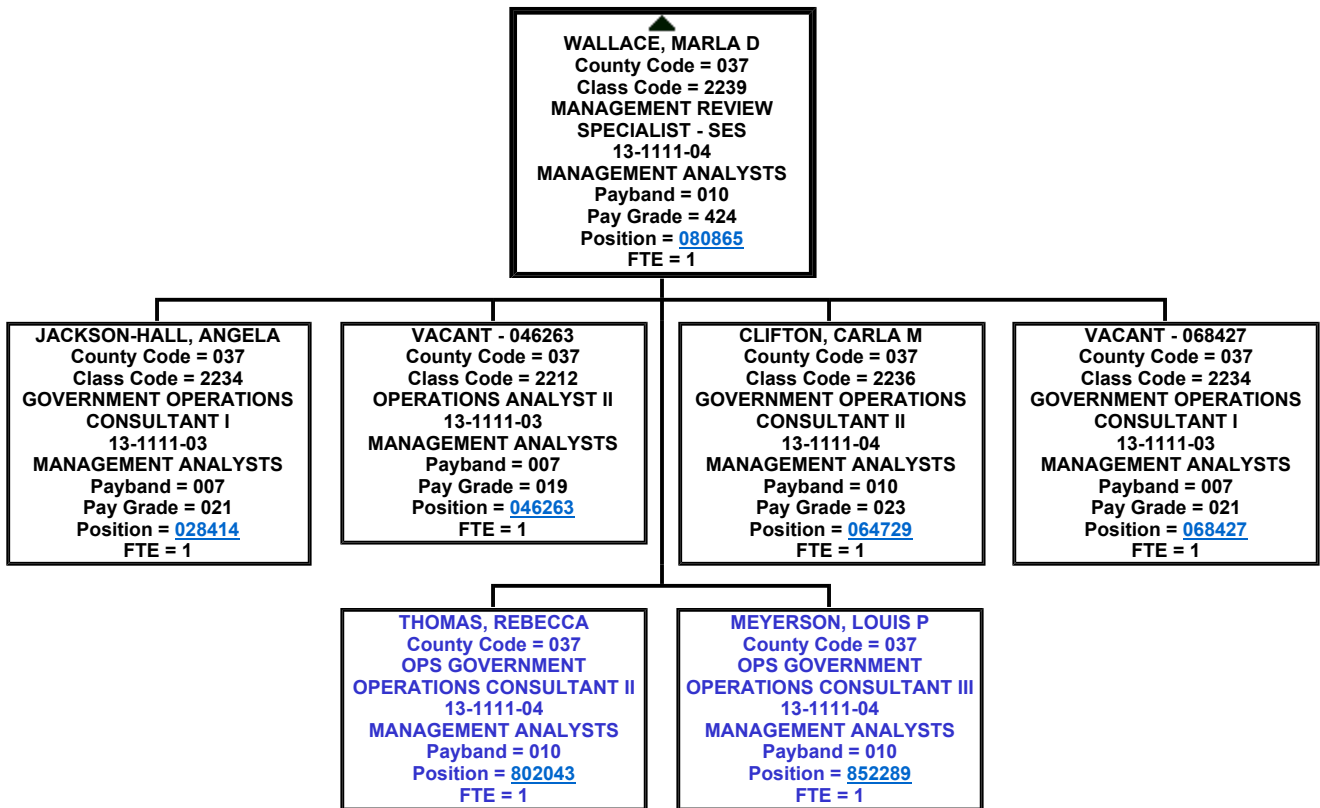 WALLACE, MARLA D
County Code = 037
Class Code = 2239
MANAGEMENT REVIEW
SPECIALIST - SES
13-1111-04
MANAGEMENT ANALYSTS
Payband = 010
Pay Grade = 424
Position = 080865
FTE = 1
JACKSON-HALL, ANGELA
County Code = 037
Class Code = 2234
GOVERNMENT OPERATIONS
CONSULTANT I
13-1111-03
MANAGEMENT ANALYSTS
Payband = 007
Pay Grade = 021
Position = 028414
FTE = 1
VACANT - 046263
County Code = 037
Class Code = 2212
OPERATIONS ANALYST II
13-1111-03
MANAGEMENT ANALYSTS
Payband = 007
Pay Grade = 019
Position = 046263
FTE = 1
CLIFTON, CARLA M
County Code = 037
Class Code = 2236
GOVERNMENT OPERATIONS
CONSULTANT II
13-1111-04
MANAGEMENT ANALYSTS
Payband = 010
Pay Grade = 023
Position = 064729
FTE = 1
VACANT - 068427
County Code = 037
Class Code = 2234
GOVERNMENT OPERATIONS
CONSULTANT I
13-1111-03
MANAGEMENT ANALYSTS
Payband = 007
Pay Grade = 021
Position = 068427
FTE = 1
THOMAS, REBECCA
County Code = 037
OPS GOVERNMENT
OPERATIONS CONSULTANT II
13-1111-04
MANAGEMENT ANALYSTS
Payband = 010
Position = 802043
FTE = 1
MEYERSON, LOUIS P
County Code = 037
OPS GOVERNMENT
OPERATIONS CONSULTANT III
13-1111-04
MANAGEMENT ANALYSTS
Payband = 010
Position = 852289
FTE = 1